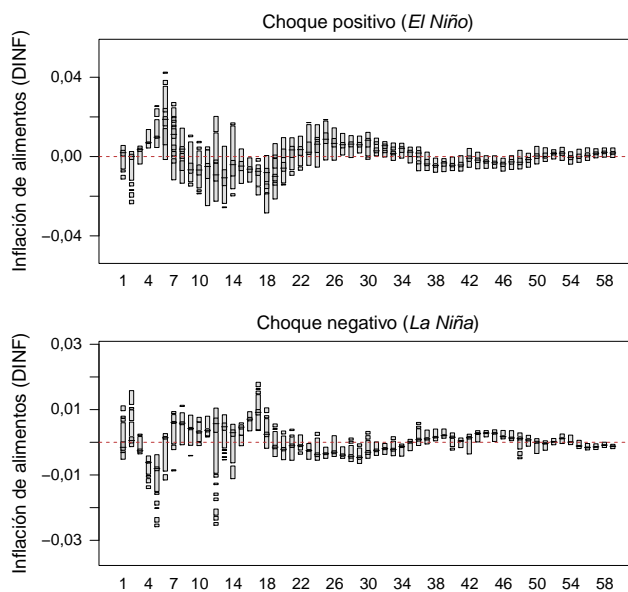 Choque positivo (El Niño)
Inflación de alimentos (DINF)
0,04
0,00
−0,04
1 4 7 10 14 18 22 26 30 34 38 42 46 50 54 58
Choque negativo (La Niña)
Inflación de alimentos (DINF)
0,03
0,01
−0,01
−0,03
1 4 7 10 14 18 22 26 30 34 38 42 46 50 54 58